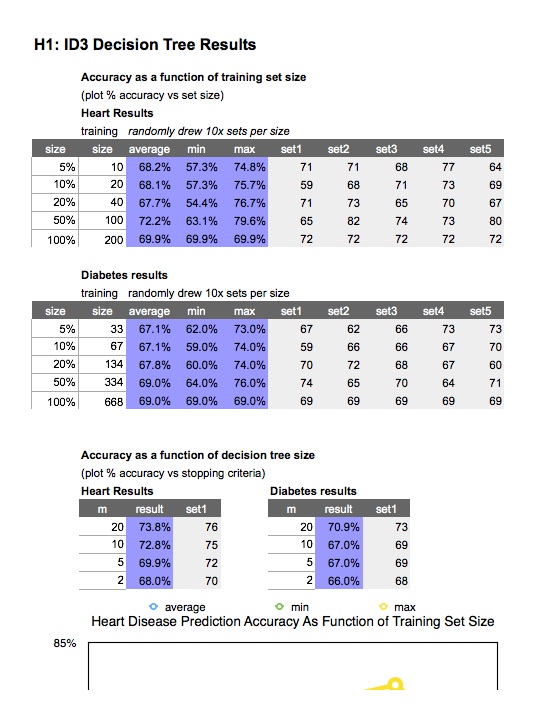 H1: ID3 Decision Tree Results
Accuracy as a function of training set size
(plot % accuracy vs set size)
Heart Results
training randomly drew 10x sets per size
size size average min max set1 set2 set3 set4 set5
5% 10 68.2% 57.3% 74.8% 71 71 68 77 64
10% 20 68.1% 57.3% 75.7% 59 68 71 73 69
20% 40 67.7% 54.4% 76.7% 71 73 65 70 67
50% 100 72.2% 63.1% 79.6% 65 82 74 73 80
100% 200 69.9% 69.9% 69.9% 72 72 72 72 72
Diabetes results
training randomly drew 10x sets per size
size size average min max set1 set2 set3 set4 set5
5% 33 67.1% 62.0% 73.0% 67 62 66 73 73
10% 67 67.1% 59.0% 74.0% 59 66 66 67 70
20% 134 67.8% 60.0% 74.0% 70 72 68 67 60
50% 334 69.0% 64.0% 76.0% 74 65 70 64 71
100% 668 69.0% 69.0% 69.0% 69 69 69 69 69
Accuracy as a function of decision tree size
(plot % accuracy vs stopping criteria)
Heart Results Diabetes results
m result set1 m result set1
20 73.8% 76 20 70.9% 73
10 72.8% 75 10 67.0% 69
5 69.9% 72 5 67.0% 69
2 68.0% 70 2 66.0% 68
average min max
Heart Disease Prediction Accuracy As Function of Training Set Size
85%